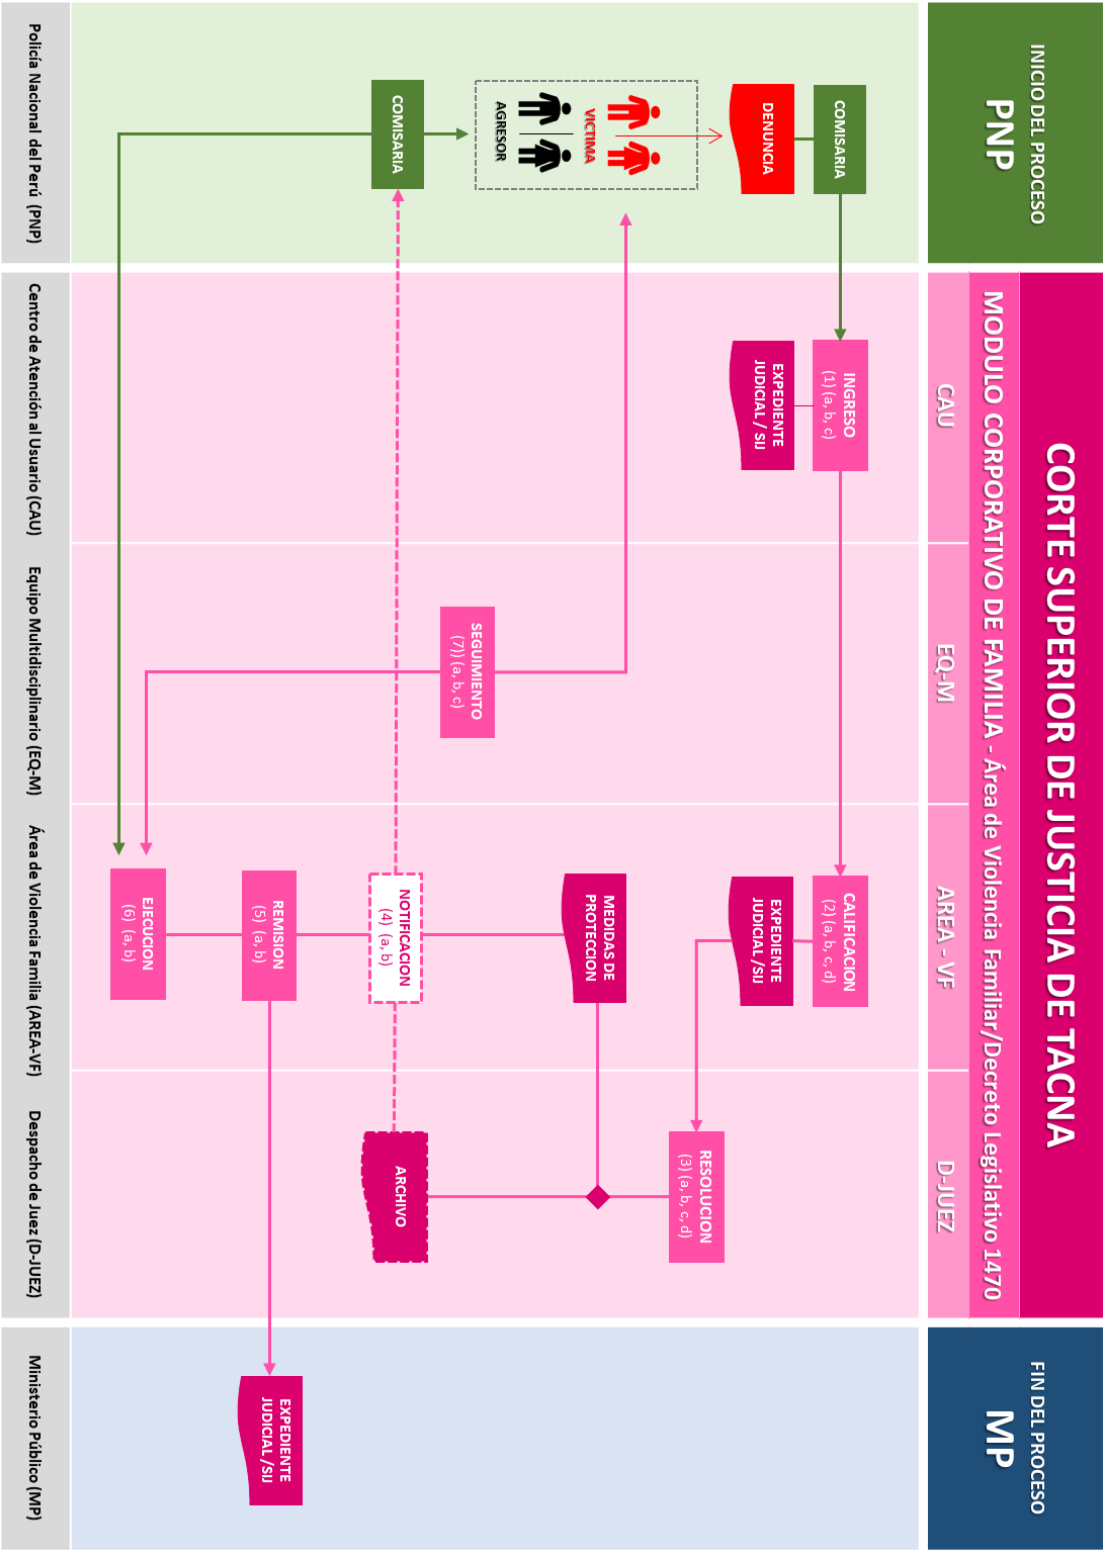 INICIO DEL PROCESO
PNP
CORTE SUPERIOR DE JUSTICIA DE TACNA
MODULO CORPORATIVO DE FAMILIA - Área de Violencia Familiar/Decreto Legislativo 1470
CAU
EQ-M
AREA - VF
D-JUEZ
FIN DEL PROCESO
MP
COMISARIA
DENUNCIA
VICTIMA
AGRESOR
COMISARIA
INGRESO
(1) (a, b, c)
EXPEDIENTE
JUDICIAL / SIJ
SEGUIMIENTO
(7)) (a, b, c)
CALIFICACION
(2) (a, b, c, d)
EXPEDIENTE
JUDICIAL /SIJ
MEDIDAS DE
PROTECCION
NOTIFICACION
(4) (a, b)
REMISION
(5) (a, b)
EJECUCION
(6) (a, b)
RESOLUCION
(3) (a, b, c, d)
ARCHIVO
EXPEDIENTE
JUDICIAL /SIJ
Policía Nacional del Perú (PNP)
Centro de Atención al Usuario (CAU)
Equipo Multidisciplinario (EQ-M)
Área de Violencia Familia (AREA-VF)
Despacho de Juez (D-JUEZ)
Ministerio Público (MP)